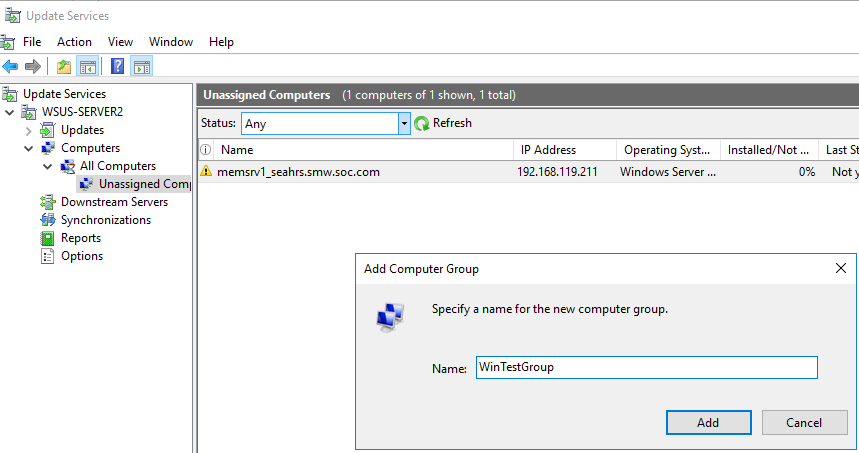 Update Services
File Action View Window Help
Update Services
WSUS-SERVER2
Updates
Computers
All Computers
Unassigned Comp
Downstream Servers
Synchronizations
Reports
Options
Unassigned Computers (1 computers of 1 shown, 1 total)
Status: Any Refresh
Name IP Address Operating Syst... Installed/Not ... Last St
memsrv1_seahrs.smw.soc.com 192.168.119.211 Windows Server ... 0% Not y
Add Computer Group
Specify a name for the new computer group.
Name: WinTestGroup
Add Cancel